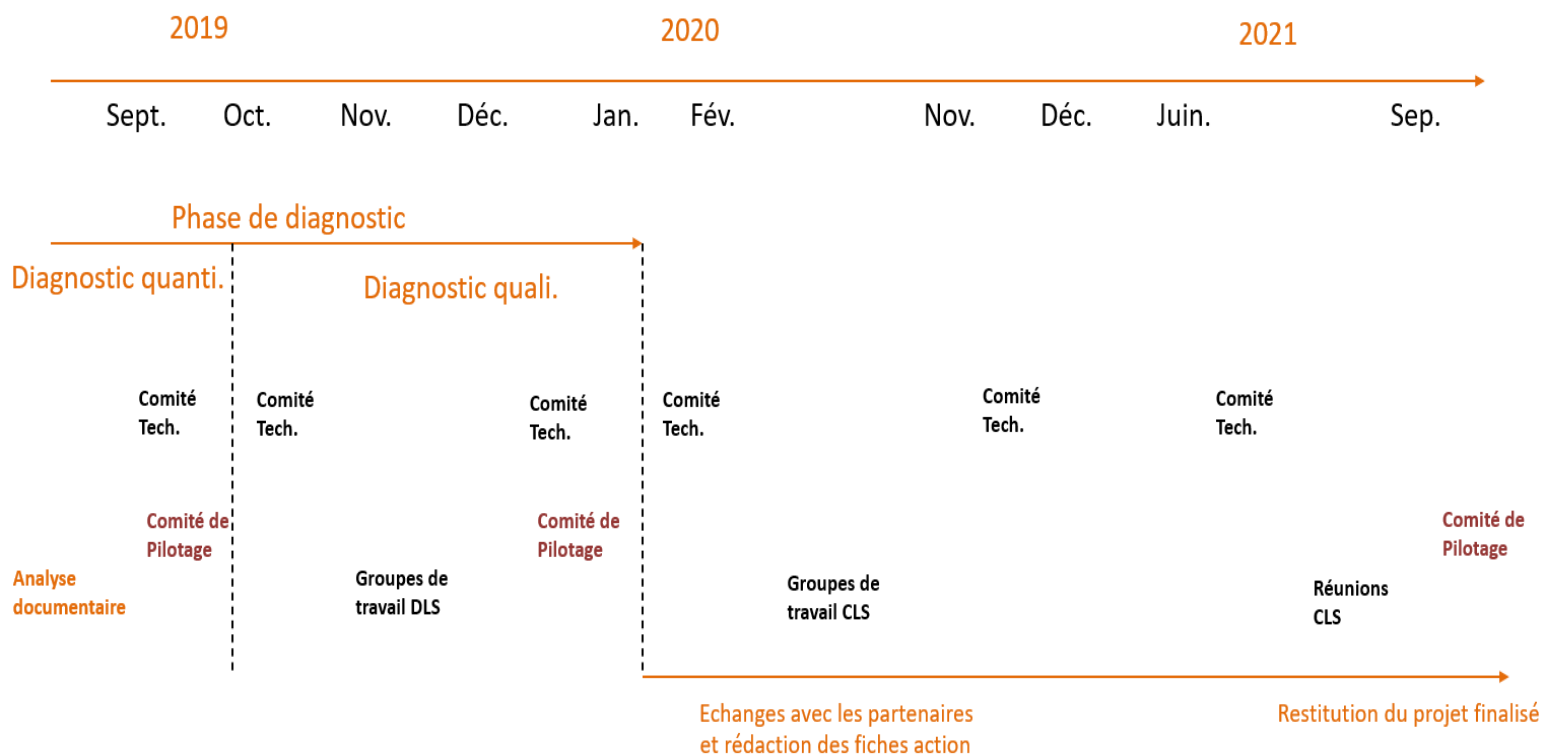 2019
2020
2021
Sept.
Oct.
Nov.
Déc.
Jan.
Fév.
Nov.
Déc.
Juin.
Sep.
Phase de diagnostic
Diagnostic quanti.
Diagnostic quali.
Comité
Tech.
Comité
Tech.
Comité
Tech.
Comité
Tech.
Comité
Tech.
Comité
Tech.
Comité de
Pilotage
Comité de
Pilotage
Comité de
Pilotage
Analyse
documentaire
Groupes de
travail DLS
Groupes de
travail CLS
Réunions
CLS
Echanges avec les partenaires
et rédaction des fiches action
Restitution du projet finalisé